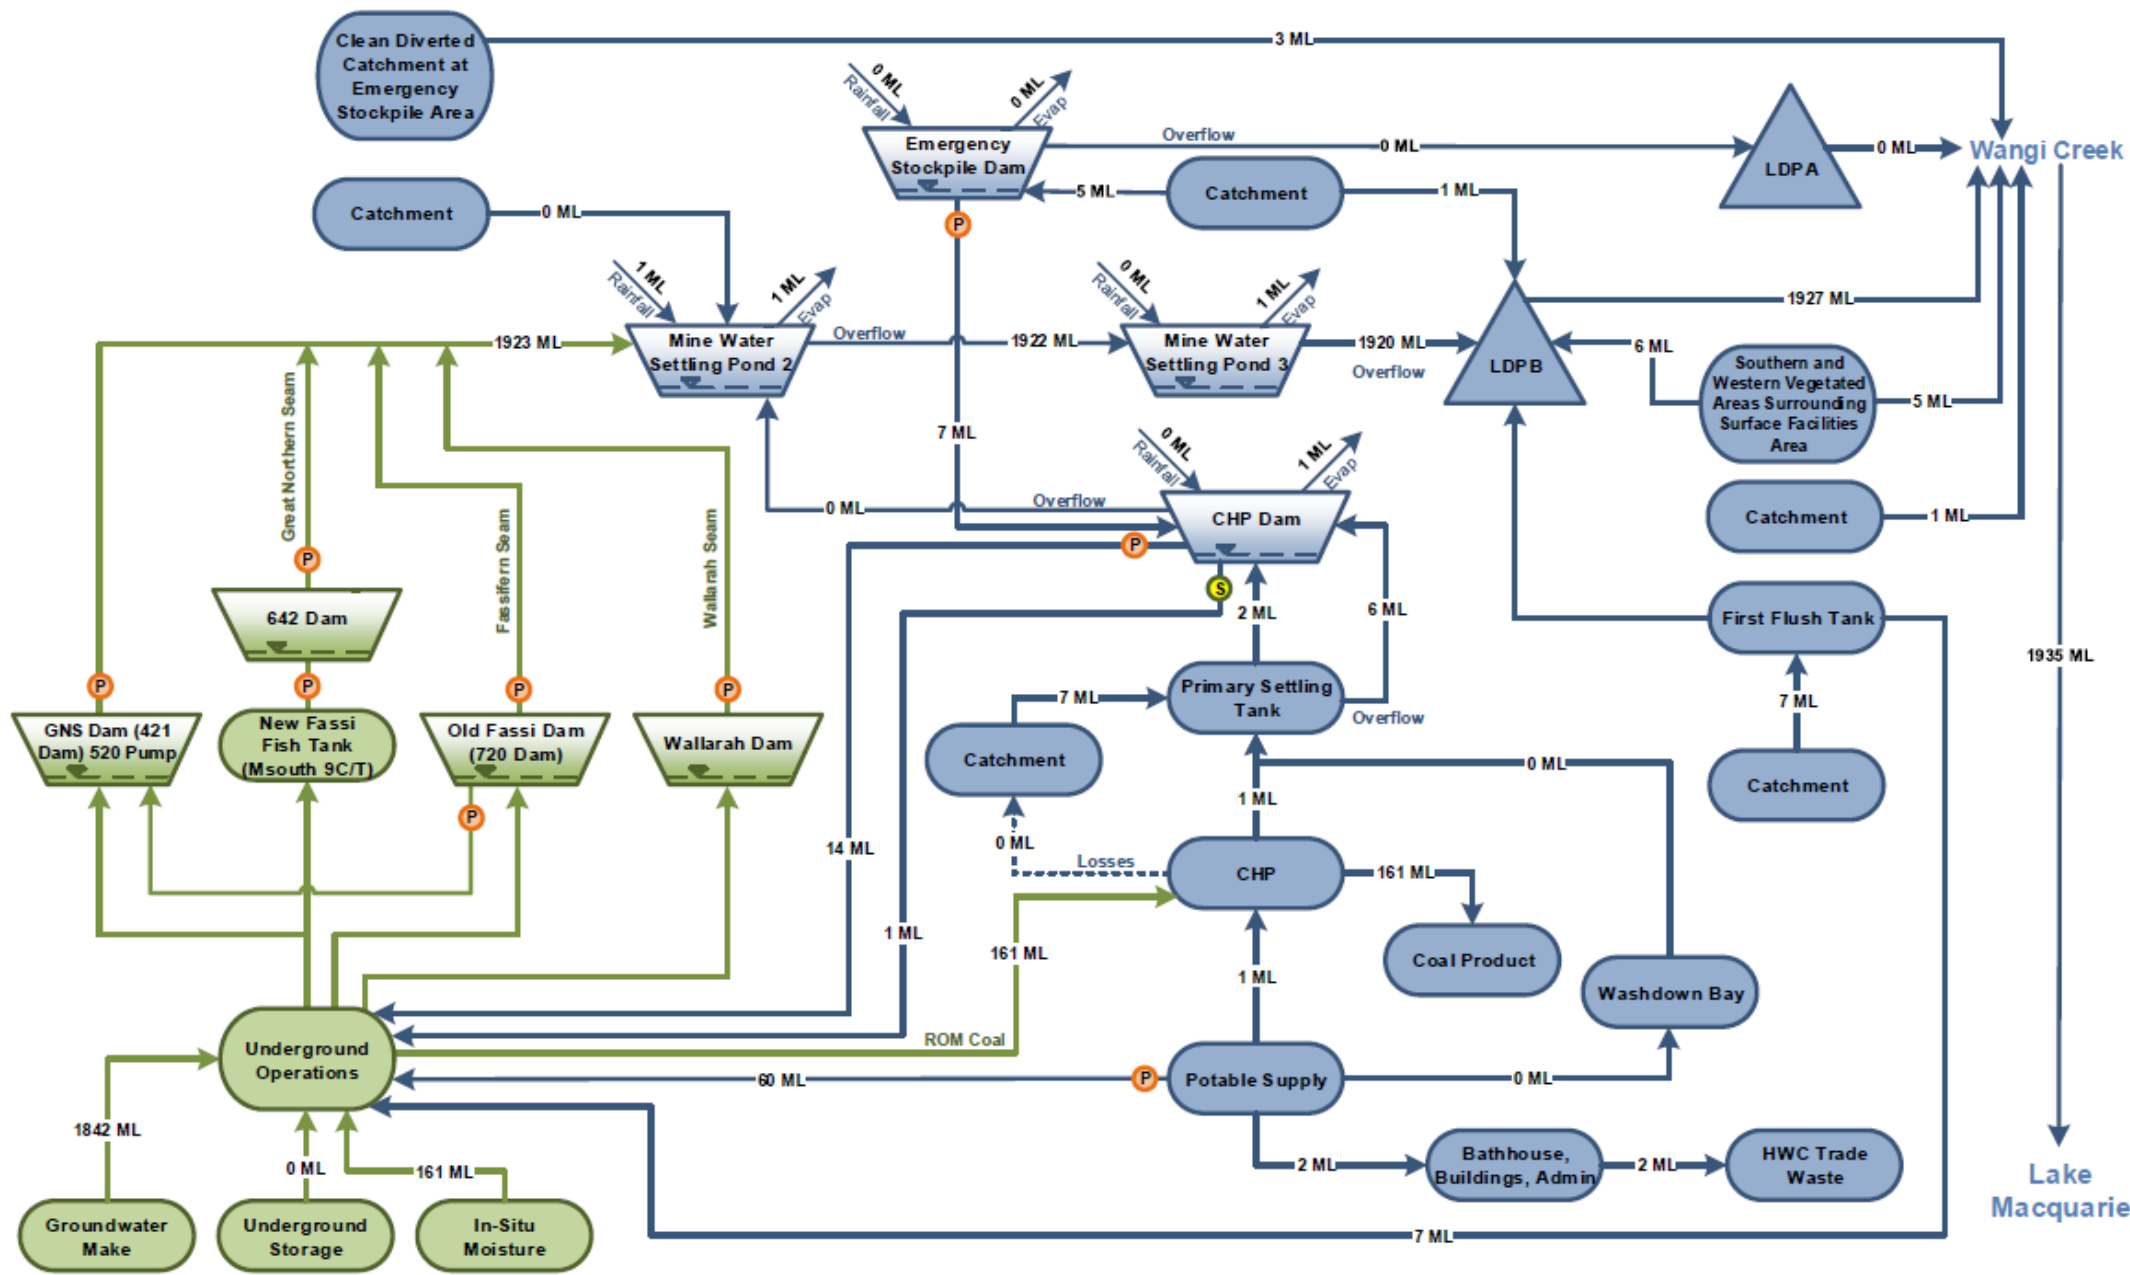 Clean Diverted
Catchment at
Emergency
Stockpile Area
3 ML
0 ML
Rainfall
0 ML
Evap
Emergency
Stockpile Dam
Overflow
0 ML
LDPA
0 ML
Wangi Creek
Catchment
0 ML
5 ML
Catchment
1 ML
P
1 ML
Rainfall
1 ML
Evap
0 ML
Rainfall
1 ML
Evap
1927 ML
1923 ML
Mine Water
Settling Pond 2
Overflow
1922 ML
Mine Water
Settling Pond 3
1920 ML
Overflow
LDPB
6 ML
Southern and
Western Vegetated
Areas Surrounding
Surface Facilities
Area
5 ML
Great Northern Seam
Fassifern Seam
Wallarah Seam
7 ML
0 ML
Rainfall
1 ML
Evap
0 ML
Overflow
CHP Dam
Catchment
1 ML
P
P
S
642 Dam
2 ML
6 ML
First Flush Tank
1935 ML
P
P
P
P
7 ML
Primary Settling
Tank
Overflow
7 ML
GNS Dam (421
Dam) 520 Pump
New Fassi
Fish Tank
(Msouth 9C/T)
Old Fassi Dam
(720 Dam)
Wallarah Dam
Catchment
0 ML
Catchment
P
1 ML
14 ML
0 ML
Losses
CHP
161 ML
1 ML
161 ML
Coal Product
1 ML
Washdown Bay
ROM Coal
Underground
Operations
60 ML
P
Potable Supply
0 ML
1842 ML
0 ML
161 ML
2 ML
Bathhouse,
Buildings, Admin
2 ML
HWC Trade
Waste
Lake
Macquarie
Groundwater
Make
Underground
Storage
In-Situ
Moisture
7 ML